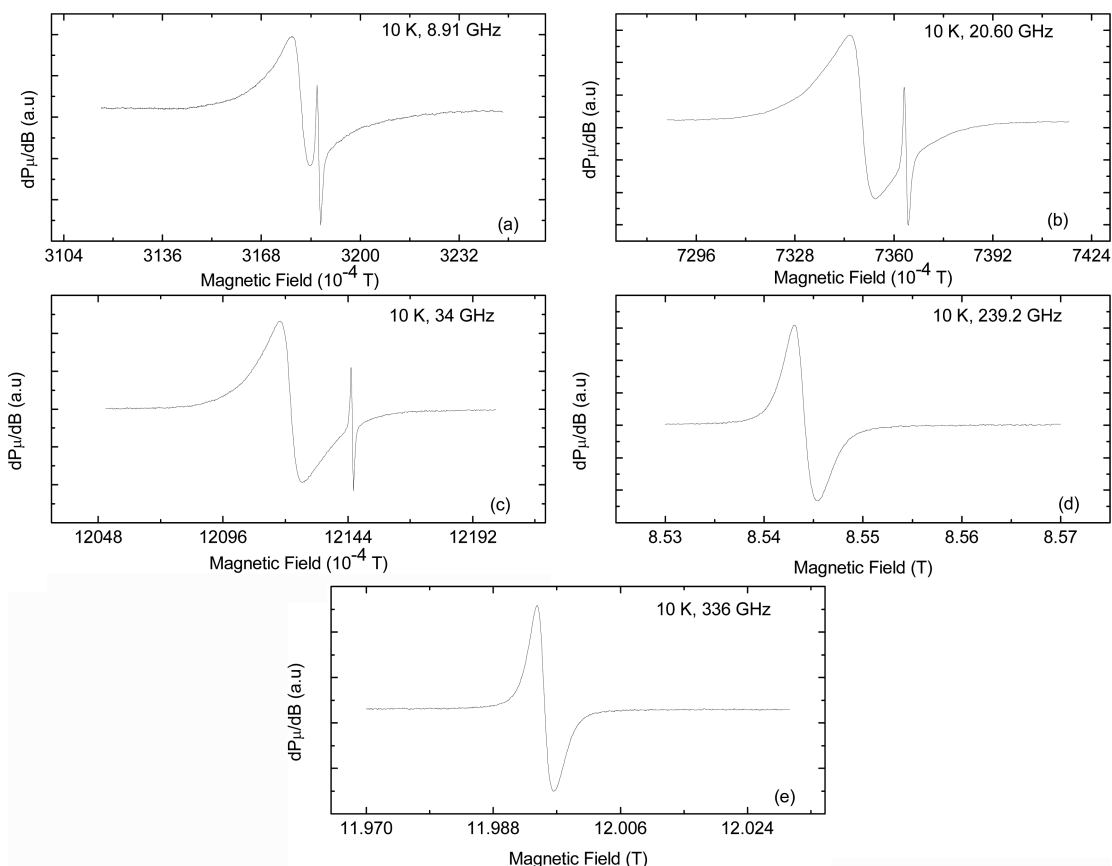 10 K, 8.91 GHz
dPμ/dB (a.u)
(a)
3104 3136 3168 3200 3232
Magnetic Field (10⁻⁴ T)
10 K, 20.60 GHz
dPμ/dB (a.u)
(b)
7296 7328 7360 7392 7424
Magnetic Field (10⁻⁴ T)
10 K, 34 GHz
dPμ/dB (a.u)
(c)
12048 12096 12144 12192
Magnetic Field (10⁻⁴ T)
10 K, 239.2 GHz
dPμ/dB (a.u)
(d)
8.53 8.54 8.55 8.56 8.57
Magnetic Field (T)
10 K, 336 GHz
dPμ/dB (a.u)
(e)
11.970 11.988 12.006 12.024
Magnetic Field (T)